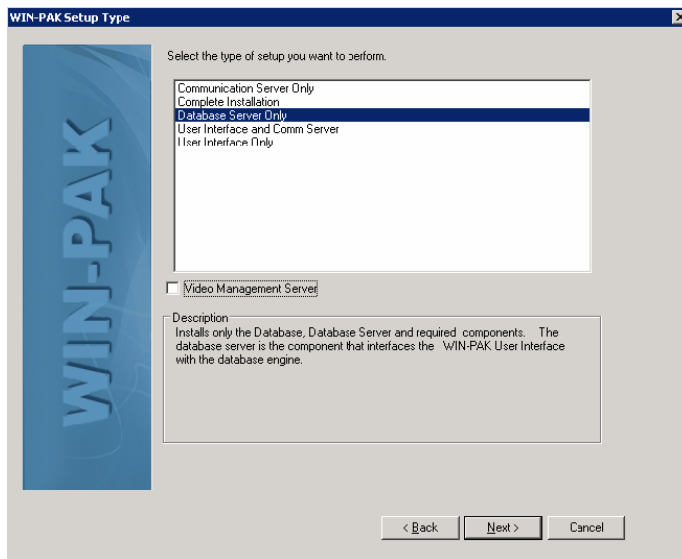 WIN-PAK Setup Type
Select the type of setup you want to perform.
Communication Server Only
Complete Installation
Database Server Only
User Interface and Comm Server
User Interface Only
WIN-PAK
Video Management Server
Description
Installs only the Database, Database Server and required components. The
database server is the component that interfaces the WIN-PAK User Interface
with the database engine.
< Back
Next >
Cancel